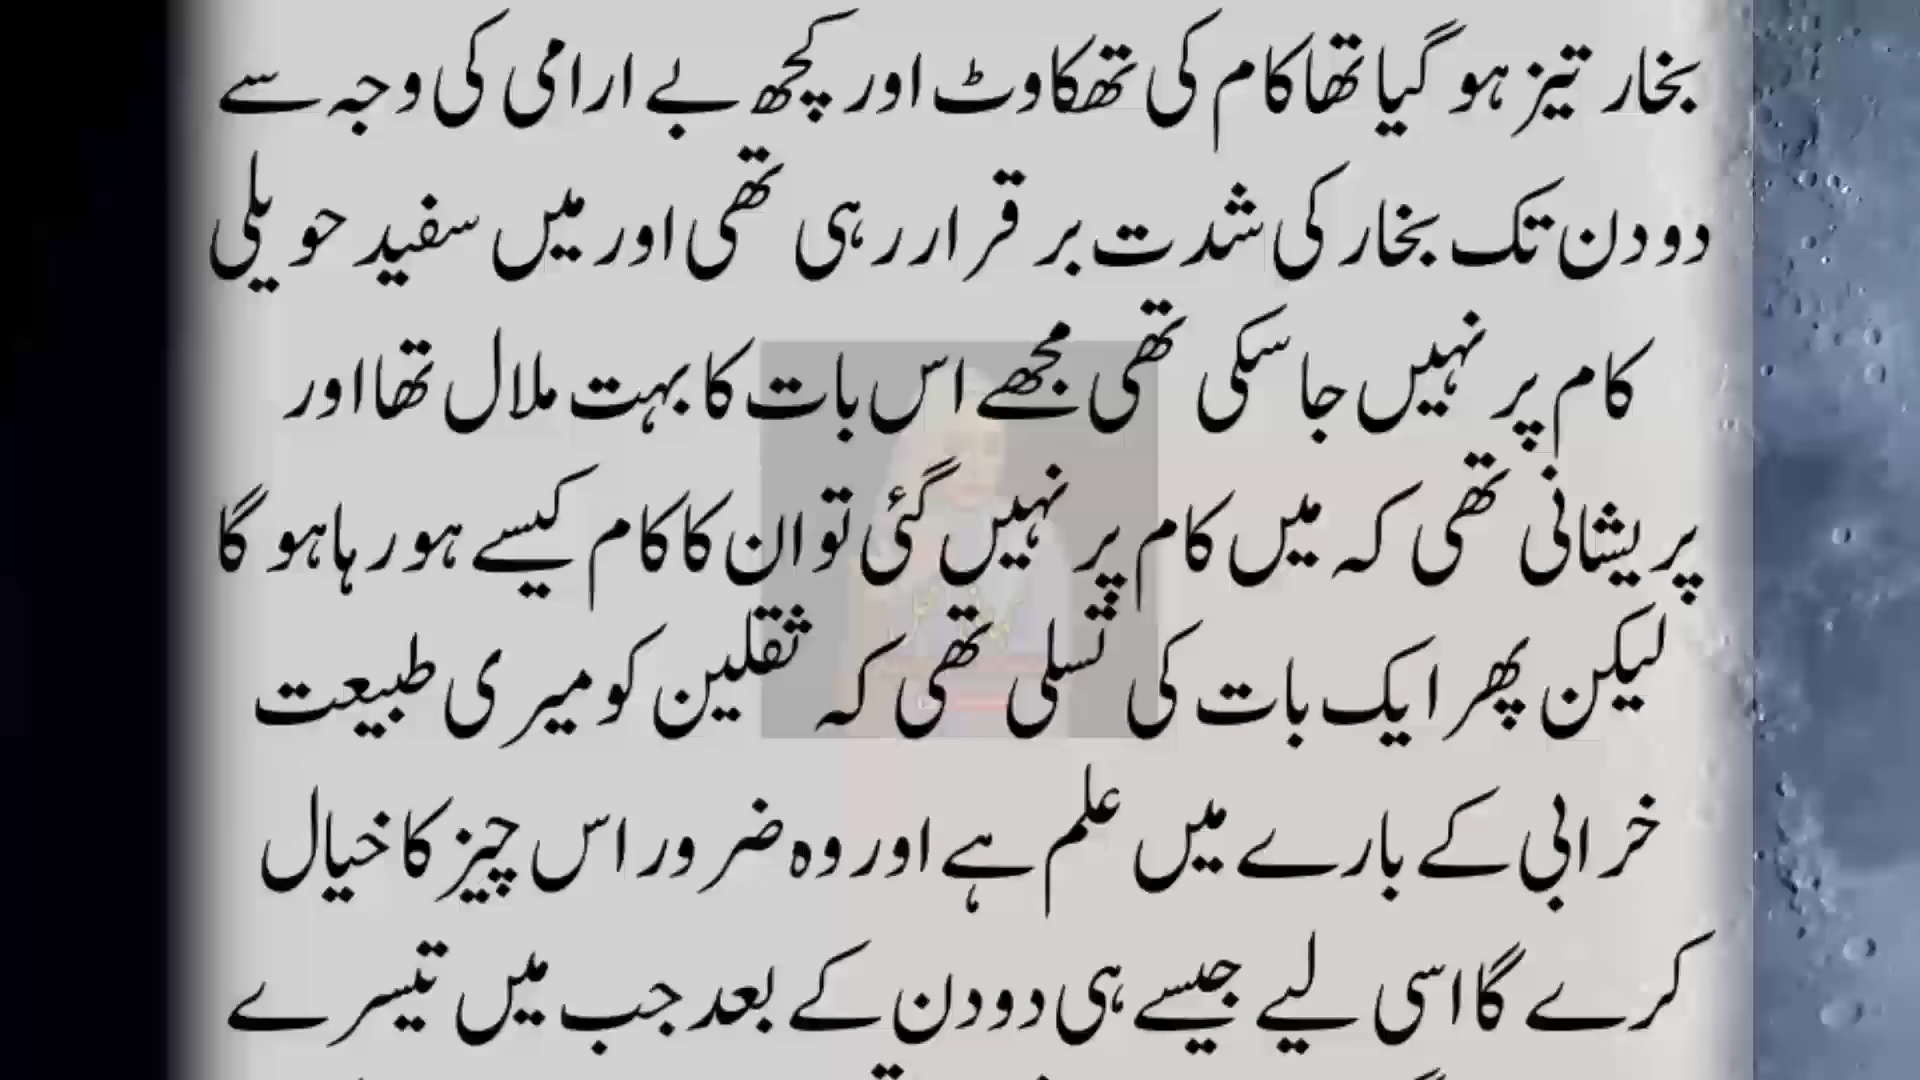 بخار تیز ہو گیا تھا کام کی تھکاوٹ اور کچھ بے ارامی کی وجہ سے
دو دن تک بخار کی شدت برقرار رہی تھی اور میں سفید حویلی
کام پر نہیں جا سکی تھی مجھے اس بات کا بہت ملال تھا اور
پریشانی تھی کہ میں کام پر نہیں گئی تو ان کا کام کیسے ہو رہا ہو گا
لیکن پھر ایک بات کی تسلی تھی کہ ثقلین کو میری طبیعت
خرابی کے بارے میں علم ہے اور وہ ضرور اس چیز کا خیال
کرے گا اسی لیے جیسے ہی دو دن کے بعد جب میں تیسرے